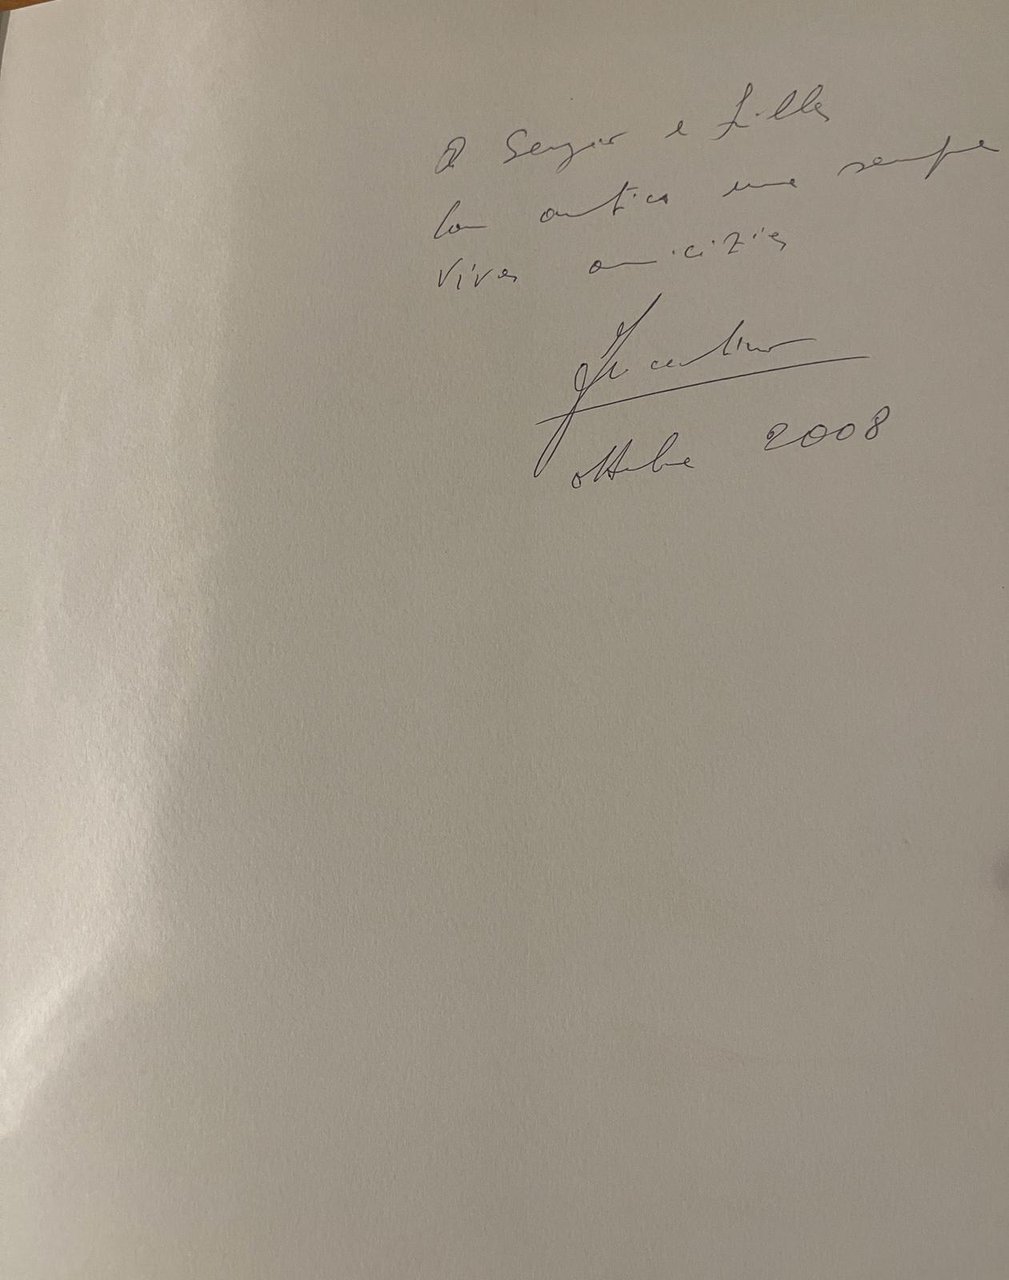 A Sergio e Lilla
con antica ma sempre
viva amicizia
ottobre 2008